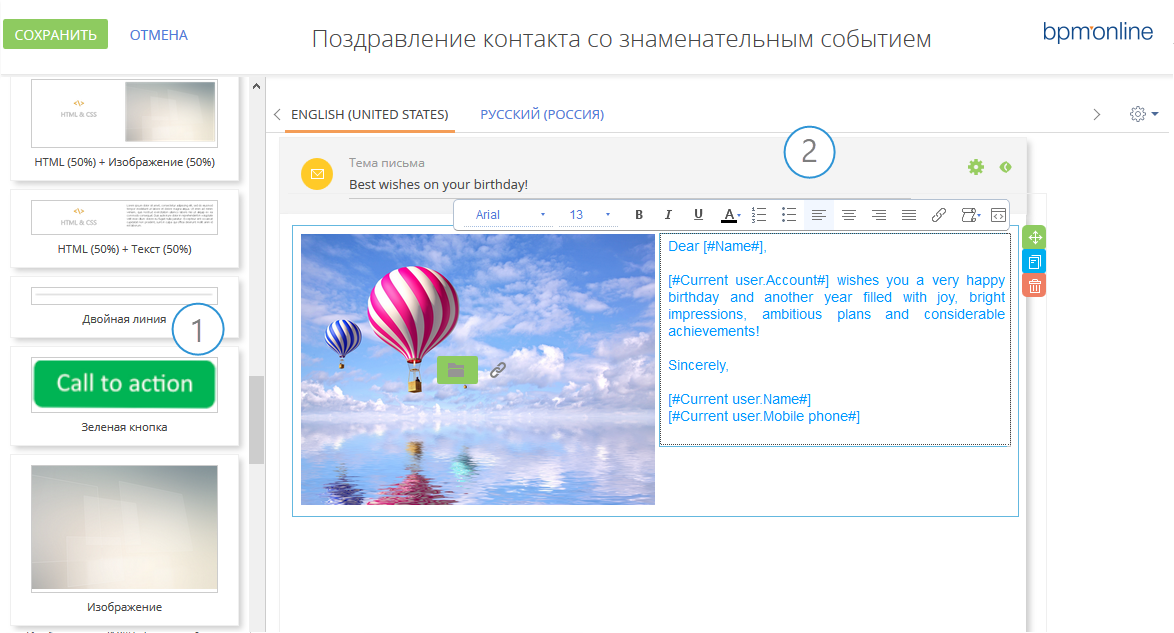 СОХРАНИТЬ
ОТМЕНА
Поздравление контакта со знаменательным событием
bpmonline
HTML & CSS
HTML (50%) + Изображение (50%)
HTML & CSS
HTML (50%) + Текст (50%)
Двойная линия
1
Call to action
Зеленая кнопка
Изображение
ENGLISH (UNITED STATES)
РУССКИЙ (РОССИЯ)
2
Тема письма
Best wishes on your birthday!
Arial
13
B
I
U
A
Dear [#Name#],
[#Current user.Account#] wishes you a very happy
birthday and another year filled with joy, bright
impressions, ambitious plans and considerable
achievements!
Sincerely,
[#Current user.Name#]
[#Current user.Mobile phone#]